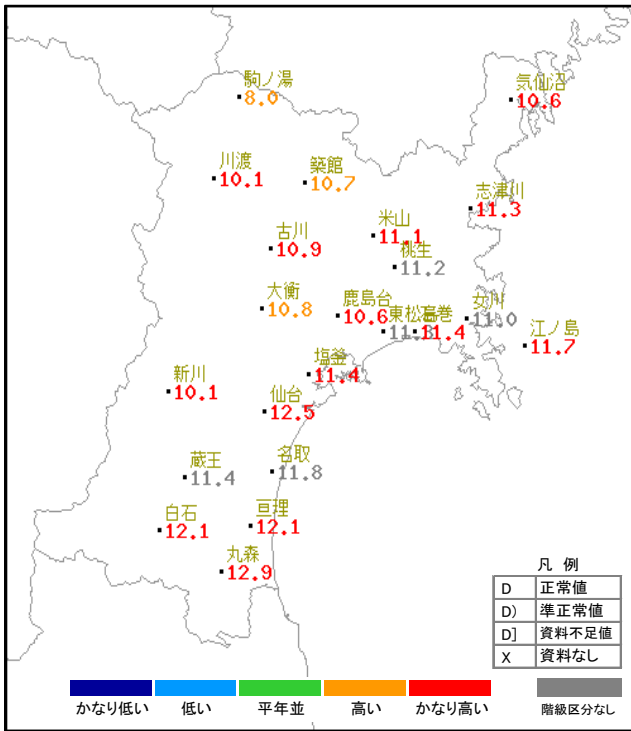 駒ノ湯
8.0
気仙沼
10.6
川渡
10.1
築館
10.7
志津川
11.3
米山
11.1
古川
10.9
桃生
11.2
大衡
10.8
鹿島台
10.6
東松島
巻
11.4
女川
11.0
江ノ島
11.7
塩釜
11.4
新川
10.1
仙台
12.5
蔵王
11.4
名取
11.8
白石
12.1
亘理
12.1
丸森
12.9
凡 例
D 正常値
D) 準正常値
D] 資料不足値
X 資料なし
かなり低い 低い 平年並 高い かなり高い 階級区分なし